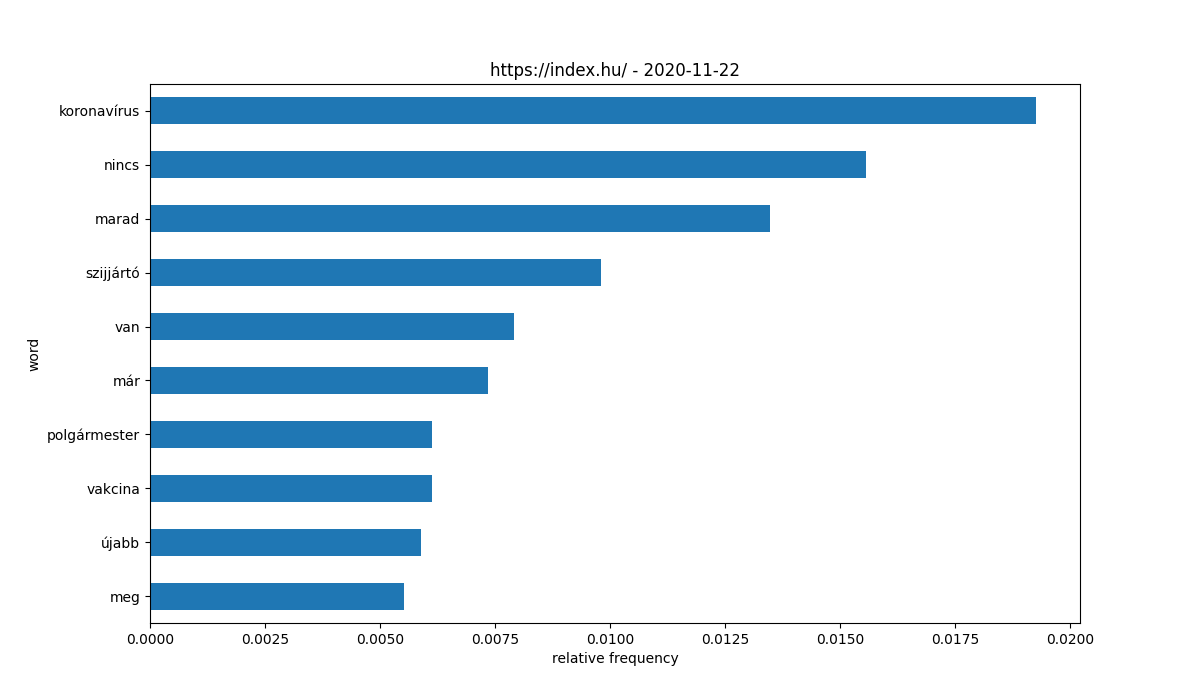 https://index.hu/ - 2020-11-22
koronavírus
nincs
marad
szijjártó
van
már
polgármester
vakcina
újabb
meg
word
0.0000 0.0025 0.0050 0.0075 0.0100 0.0125 0.0150 0.0175 0.0200
relative frequency